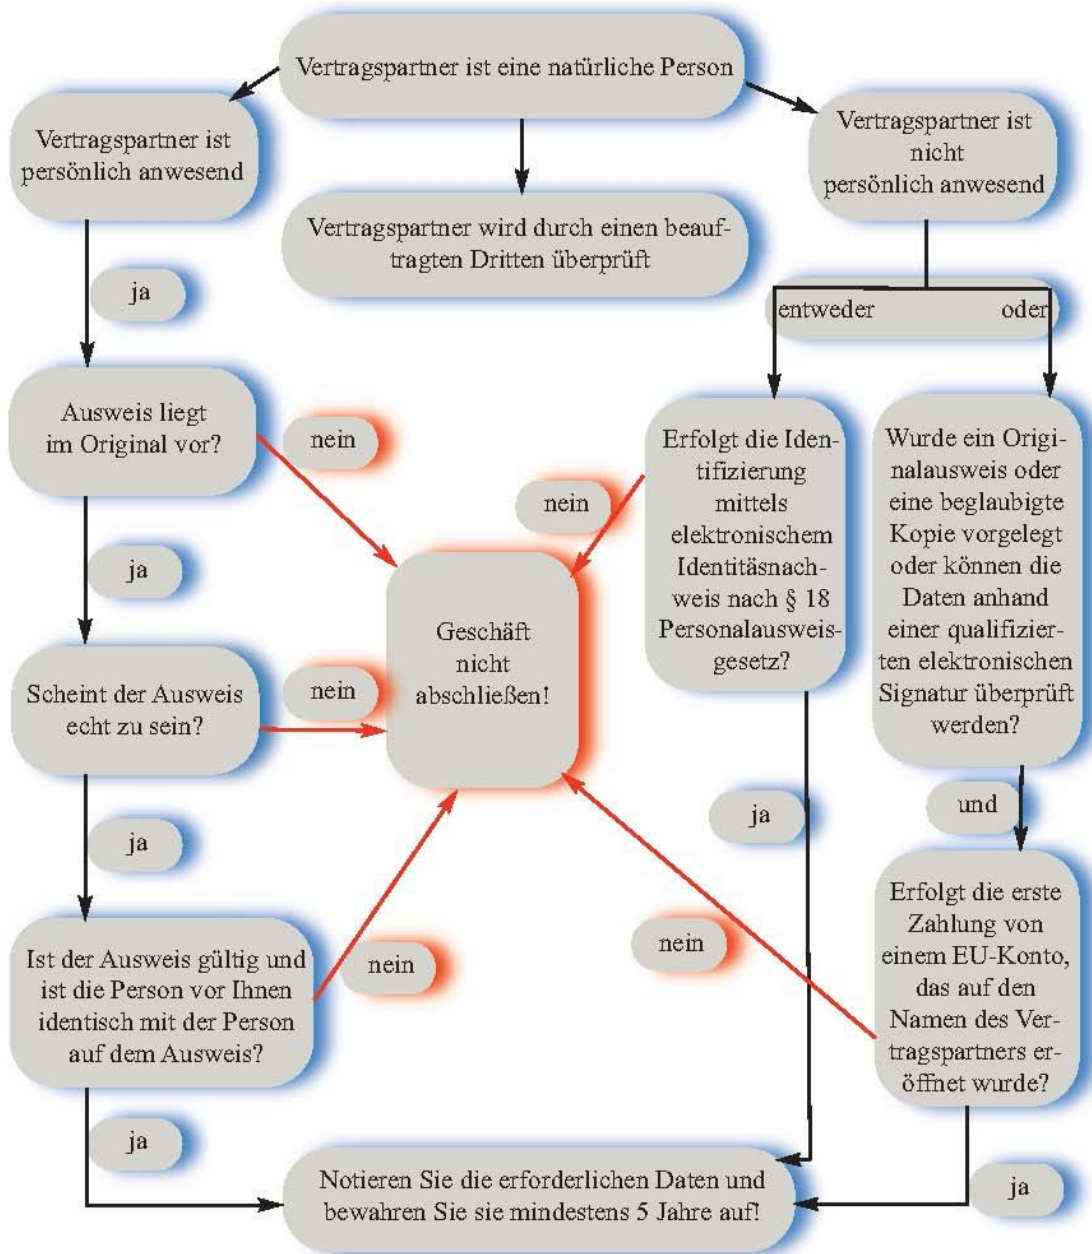 Vertragspartner ist eine natürliche Person
Vertragspartner ist
persönlich anwesend
Vertragspartner wird durch einen beauf-
tragten Dritten überprüft
Vertragspartner ist
nicht
persönlich anwesend
ja
entweder
oder
Ausweis liegt
im Original vor?
nein
nein
Erfolgt die Iden-
tifizierung
mittels
elektronischem
Identitäsnach-
weis nach § 18
Personalausweis-
gesetz?
Wurde ein Origi-
nalausweis oder
eine beglaubigte
Kopie vorgelegt
oder können die
Daten anhand
einer qualifizier-
ten elektronischen
Signatur überprüft
werden?
ja
Geschäft
nicht
abschließen!
Scheint der Ausweis
echt zu sein?
nein
ja
ja
und
Erfolgt die erste
Zahlung von
einem EU-Konto,
das auf den
Namen des Ver-
tragspartners er-
öffnet wurde?
Ist der Ausweis gültig und
ist die Person vor Ihnen
identisch mit der Person
auf dem Ausweis?
nein
nein
ja
ja
Notieren Sie die erforderlichen Daten und
bewahren Sie sie mindestens 5 Jahre auf!